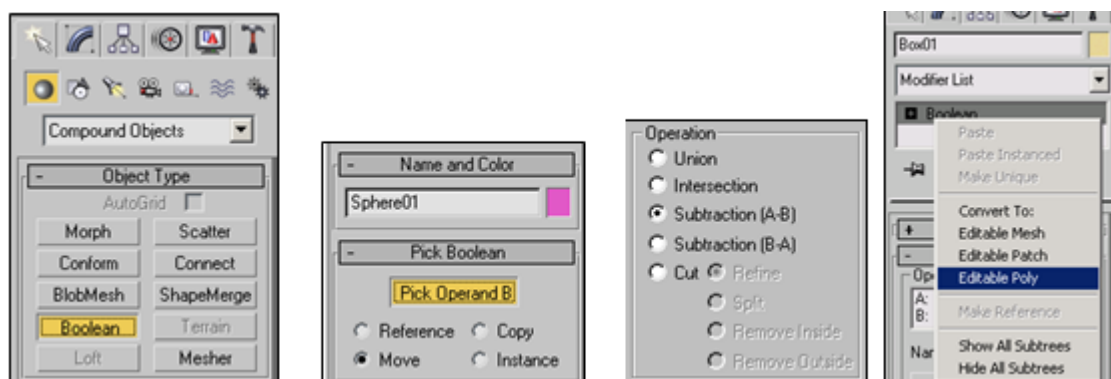 Compound Objects
- Object Type
AutoGrid
Morph Scatter
Conform Connect
BlobMesh ShapeMerge
Boolean Terrain
Loft Mesher
- Name and Color
Sphere01
- Pick Boolean
Pick Operand B
Reference Copy
Move Instance
Operation
Union
Intersection
Subtraction (A-B)
Subtraction (B-A)
Cut Refine
Split
Remove Inside
Remove Outside
Box01
Modifier List
Boolean
Paste
Paste Instanced
Make Unique
Convert To:
Editable Mesh
Editable Patch
Editable Poly
Make Reference
Show All Subtrees
Hide All Subtrees
+
-
Op
A:
B:
Nar